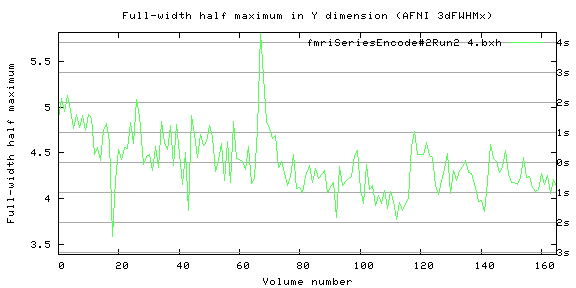 Full-width half maximum in Y dimension (AFNI 3dFWHMx)
fmriSeriesEncode#2Run2 4.bxh
Full-width half maximum
5.5
5
4.5
4
3.5
4s
3s
2s
1s
0s
1s
2s
3s
0 20 40 60 80 100 120 140 160
Volume number